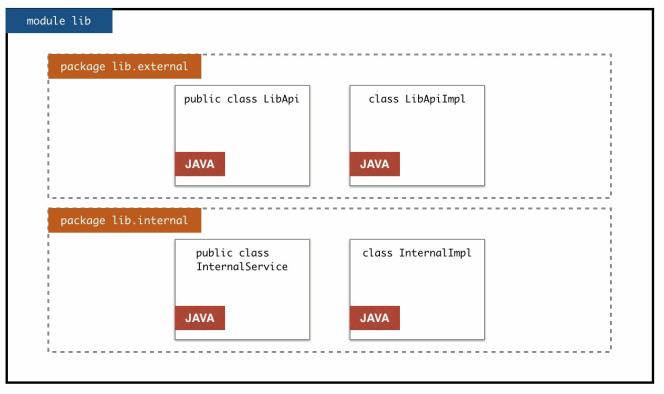 module lib
package lib.external
public class LibApi
class LibApiImpl
JAVA
JAVA
package lib.internal
public class
InternalService
class InternalImpl
JAVA
JAVA